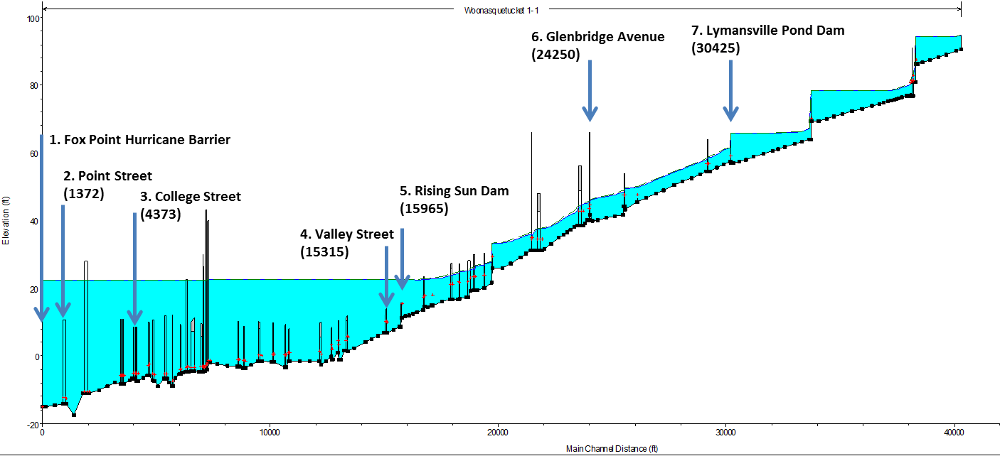 Woonasquetucket 1-1
100
80
60
40
20
0
-20
Elevation (ft)
1. Fox Point Hurricane Barrier
2. Point Street
(1372)
3. College Street
(4373)
4. Valley Street
(15315)
5. Rising Sun Dam
(15965)
6. Glenbridge Avenue
(24250)
7. Lymansville Pond Dam
(30425)
0
10000
20000
30000
40000
Main Channel Distance (ft)